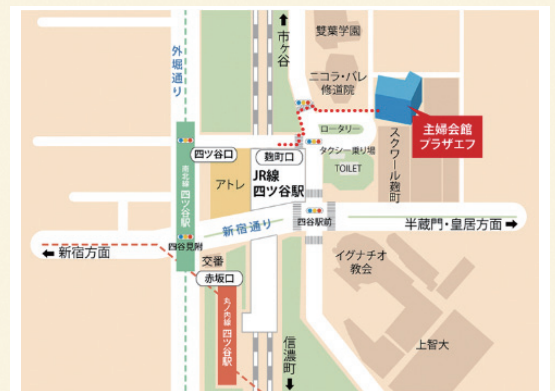 市ケ谷
雙葉学園
外堀通り
ニコラ・バレ
修道院
主婦会館
プラザエフ
ロータリー
タクシー乗り場
TOILET
スクワール麹町
四ツ谷口
麹町口
JR線
四ツ谷駅
アトレ
南北線 四ツ谷駅
新宿通り
四谷駅前
半蔵門・皇居方面
四谷見附
新宿方面
交番
赤坂口
イグナチオ
教会
丸ノ内線 四ツ谷駅
信濃町
上智大